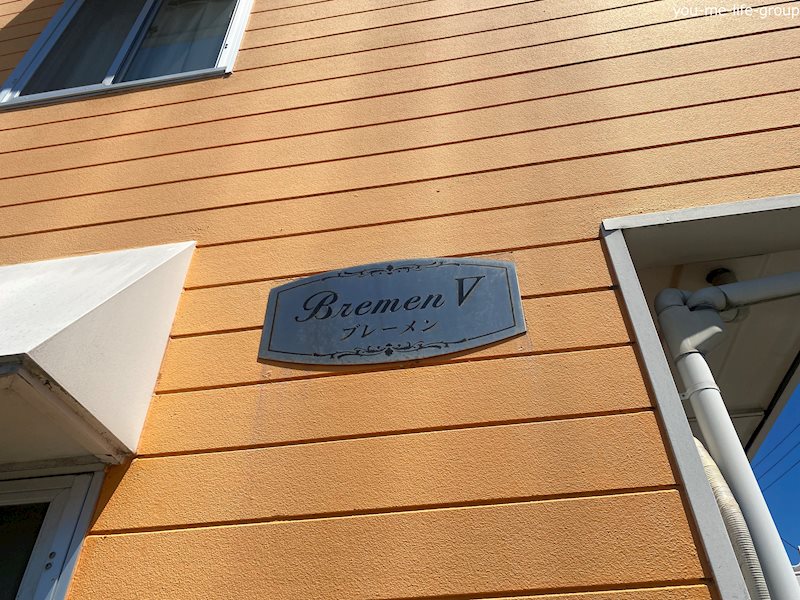 you-me-life-group
Bremen V
ブレーメン